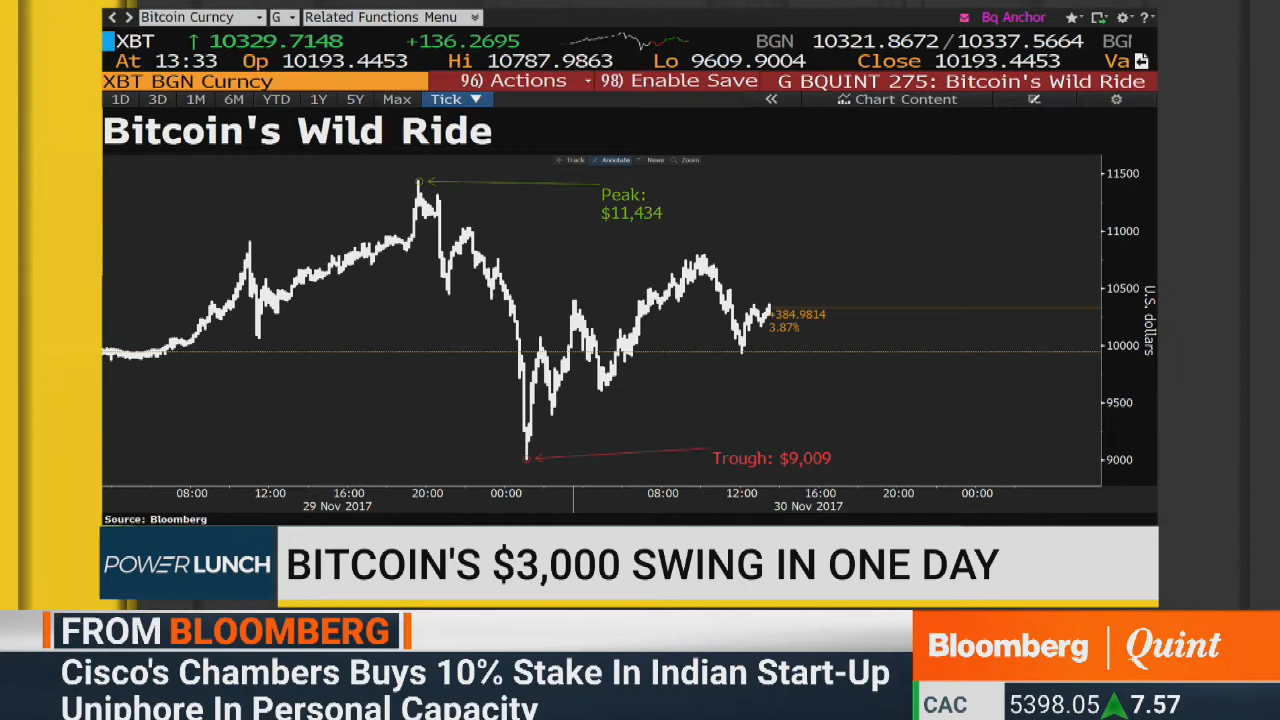 Bitcoin Curncy G Related Functions Menu Bq Anchor ?
XBT ↑ 10329.7148 +136.2695 BGN 10321.8672/10337.5664 BGI
At 13:33 Op 10193.4453 Hi 10787.9863 Lo 9609.9004 Close 10193.4453 Va
XBT BGN Curncy 96) Actions 98) Enable Save G BQUINT 275: Bitcoin's Wild Ride
1D 3D 1M 6M YTD 1Y 5Y Max Tick ▼ « Chart Content
Bitcoin's Wild Ride
Track Annotate News Zoom
11500
Peak:
$11,434
11000
10500
+384.9814
3.87%
U.S. dollars
10000
9500
Trough: $9,009
9000
08:00 12:00 16:00 20:00 00:00 08:00 12:00 16:00 20:00 00:00
29 Nov 2017 30 Nov 2017
Source: Bloomberg
POWER LUNCH
BITCOIN'S $3,000 SWING IN ONE DAY
FROM BLOOMBERG
Cisco's Chambers Buys 10% Stake In Indian Start-Up
Uniphore In Personal Capacity
Bloomberg | Quint
CAC 5398.05 ▲ 7.57